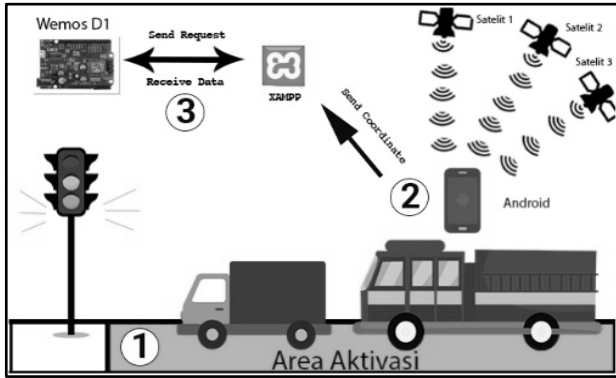 Wemos D1
Send Request
Receive Data
3
XAMPP
Satelit 1
Satelit 2
Satelit 3
Send Coordinate
2
Android
1
Area Aktivasi